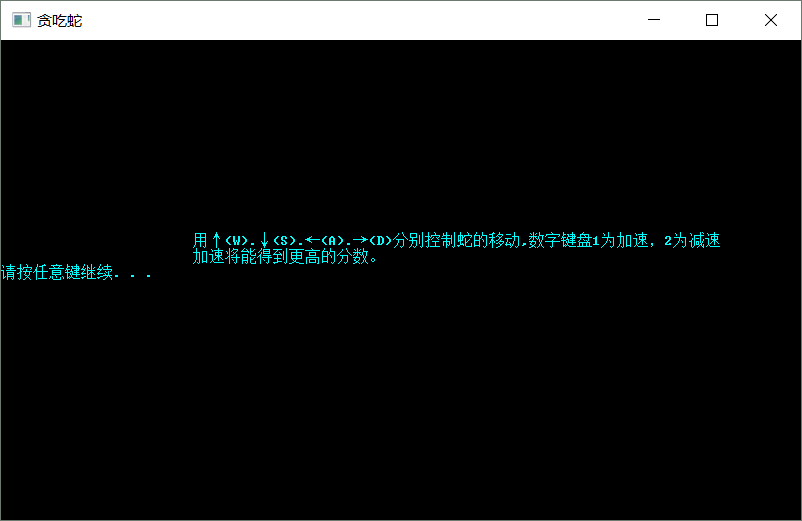 贪吃蛇
用↑(W).↓(S).←(A).→(D)分别控制蛇的移动,数字键盘1为加速，2为减速
加速将能得到更高的分数。
请按任意键继续. . .